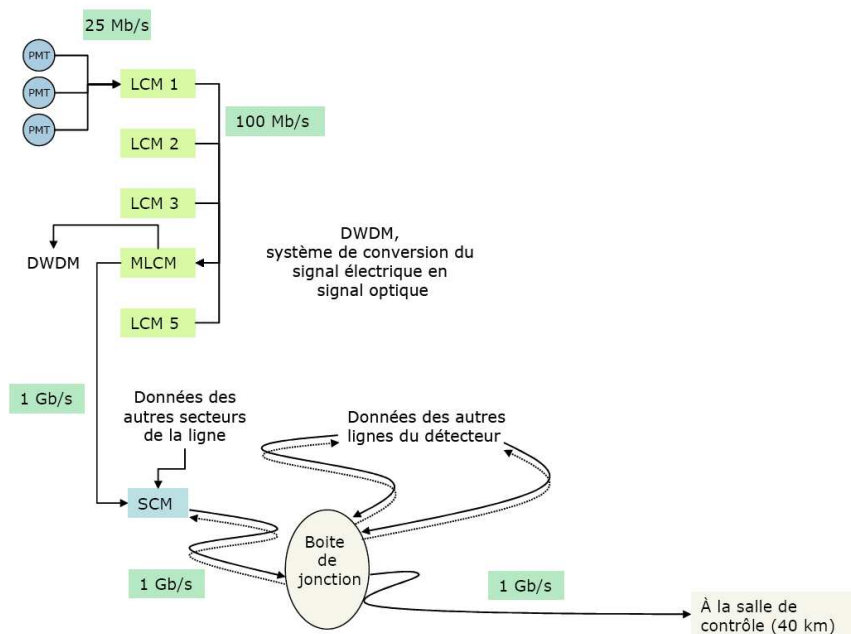 25 Mb/s
PMT
PMT
PMT
LCM 1
100 Mb/s
LCM 2
LCM 3
DWDM
MLCM
DWDM,
système de conversion du
signal électrique en
signal optique
LCM 5
1 Gb/s
Données des
autres secteurs
de la ligne
Données des autres
lignes du détecteur
SCM
Boite
de
jonction
1 Gb/s
1 Gb/s
À la salle de
contrôle (40 km)